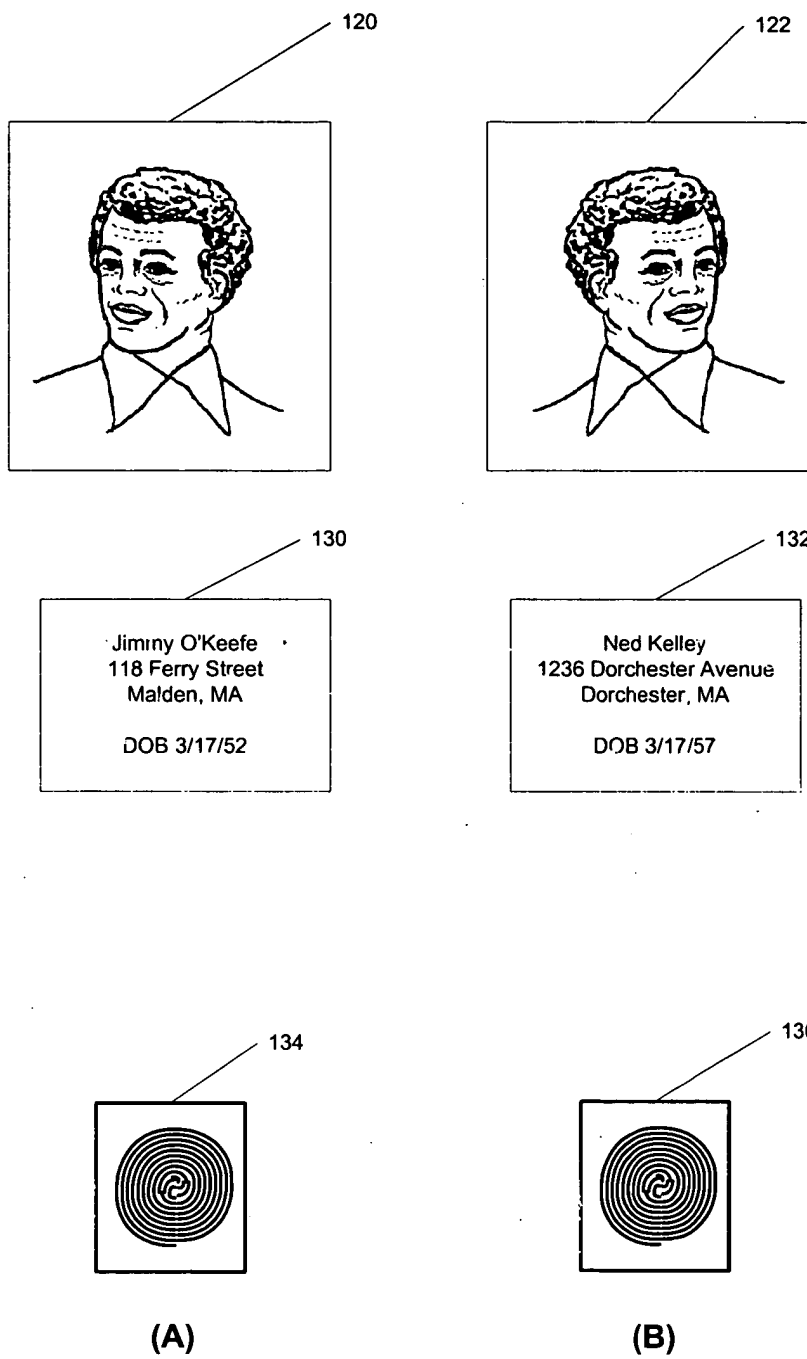 120
122
130
132
Jimmy O'Keefe
118 Ferry Street
Malden, MA
DOB 3/17/52
Ned Kelley
1236 Dorchester Avenue
Dorchester, MA
DOB 3/17/57
134
(A)
(B)